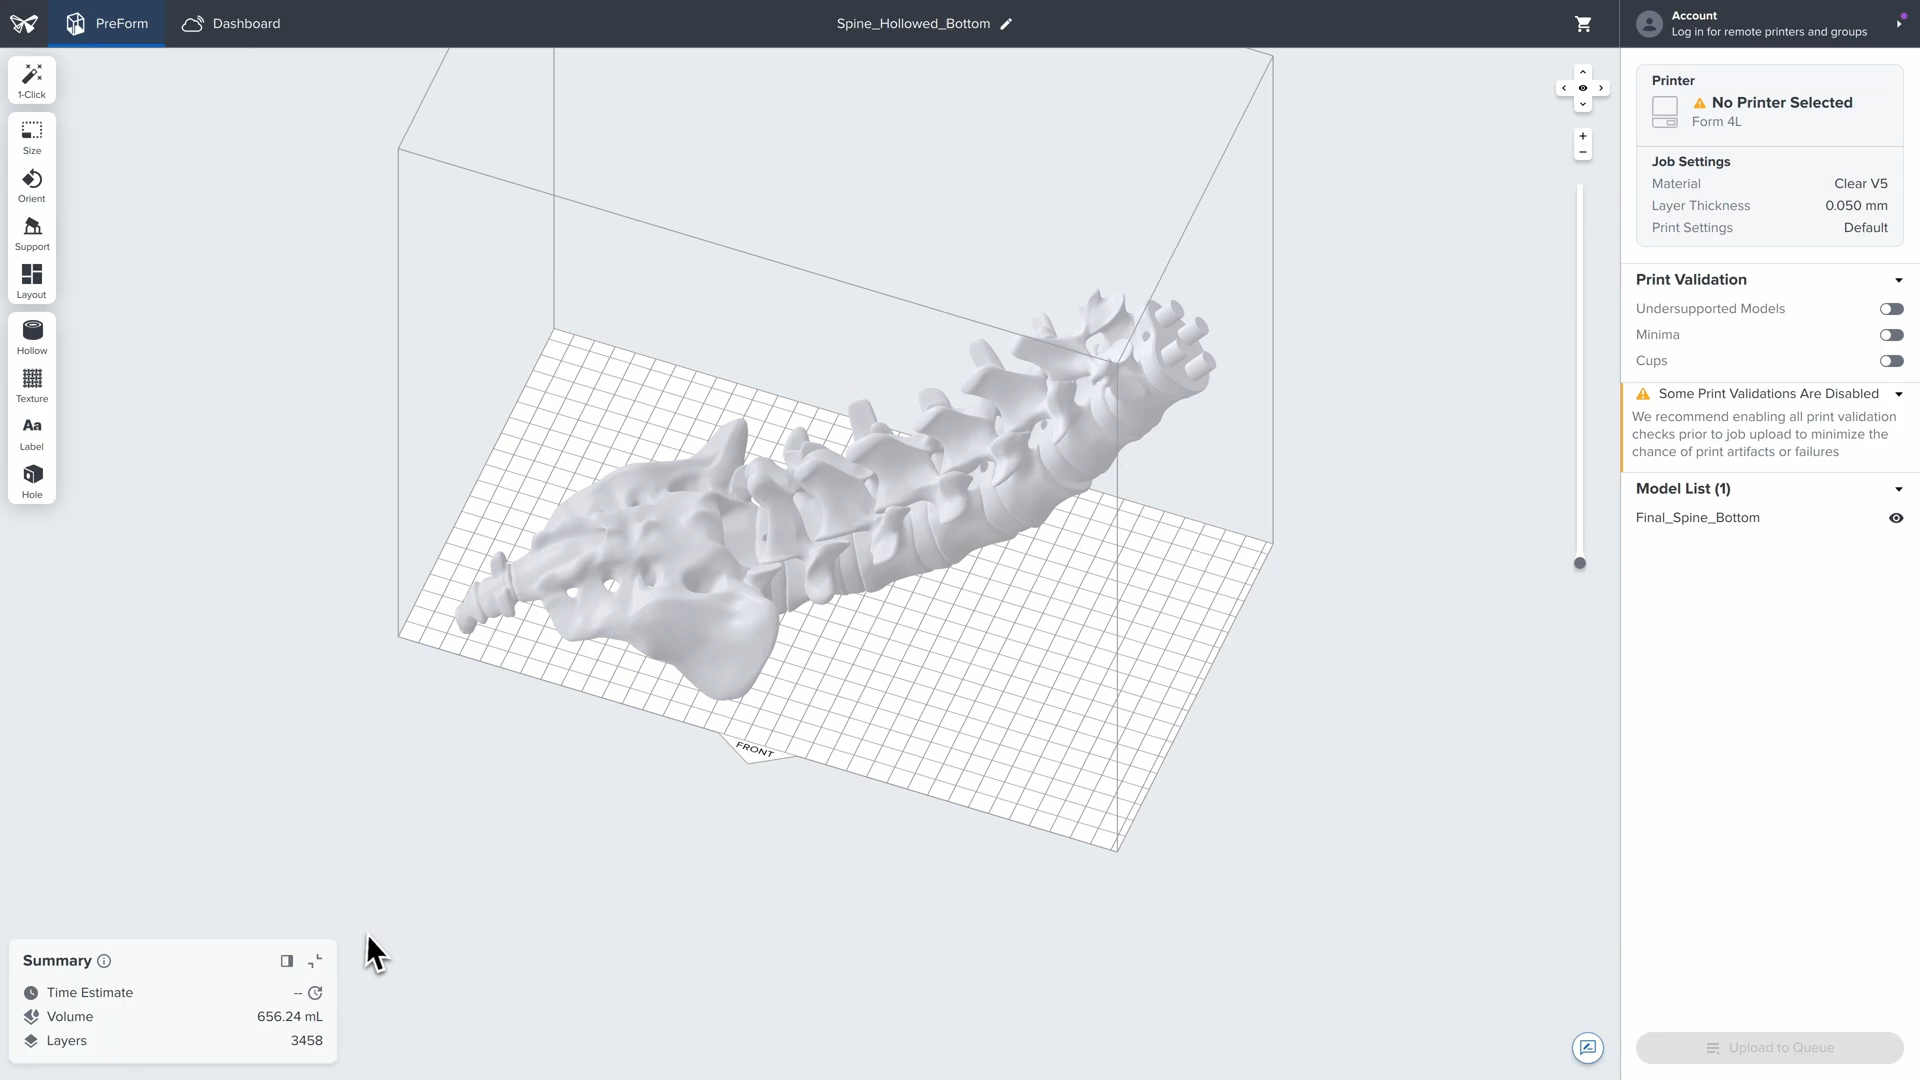 PreForm
Dashboard
Spine_Hollowed_Bottom
Account
Log in for remote printers and groups
1-Click
Size
Orient
Support
Layout
Hollow
Texture
Aa
Label
Hole
FRONT
Printer
No Printer Selected
Form 4L
Job Settings
Material Clear V5
Layer Thickness 0.050 mm
Print Settings Default
Print Validation
Undersupported Models
Minima
Cups
Some Print Validations Are Disabled
We recommend enabling all print validation
checks prior to job upload to minimize the
chance of print artifacts or failures
Model List (1)
Final_Spine_Bottom
Summary
Time Estimate --
Volume 656.24 mL
Layers 3458
Upload to Queue